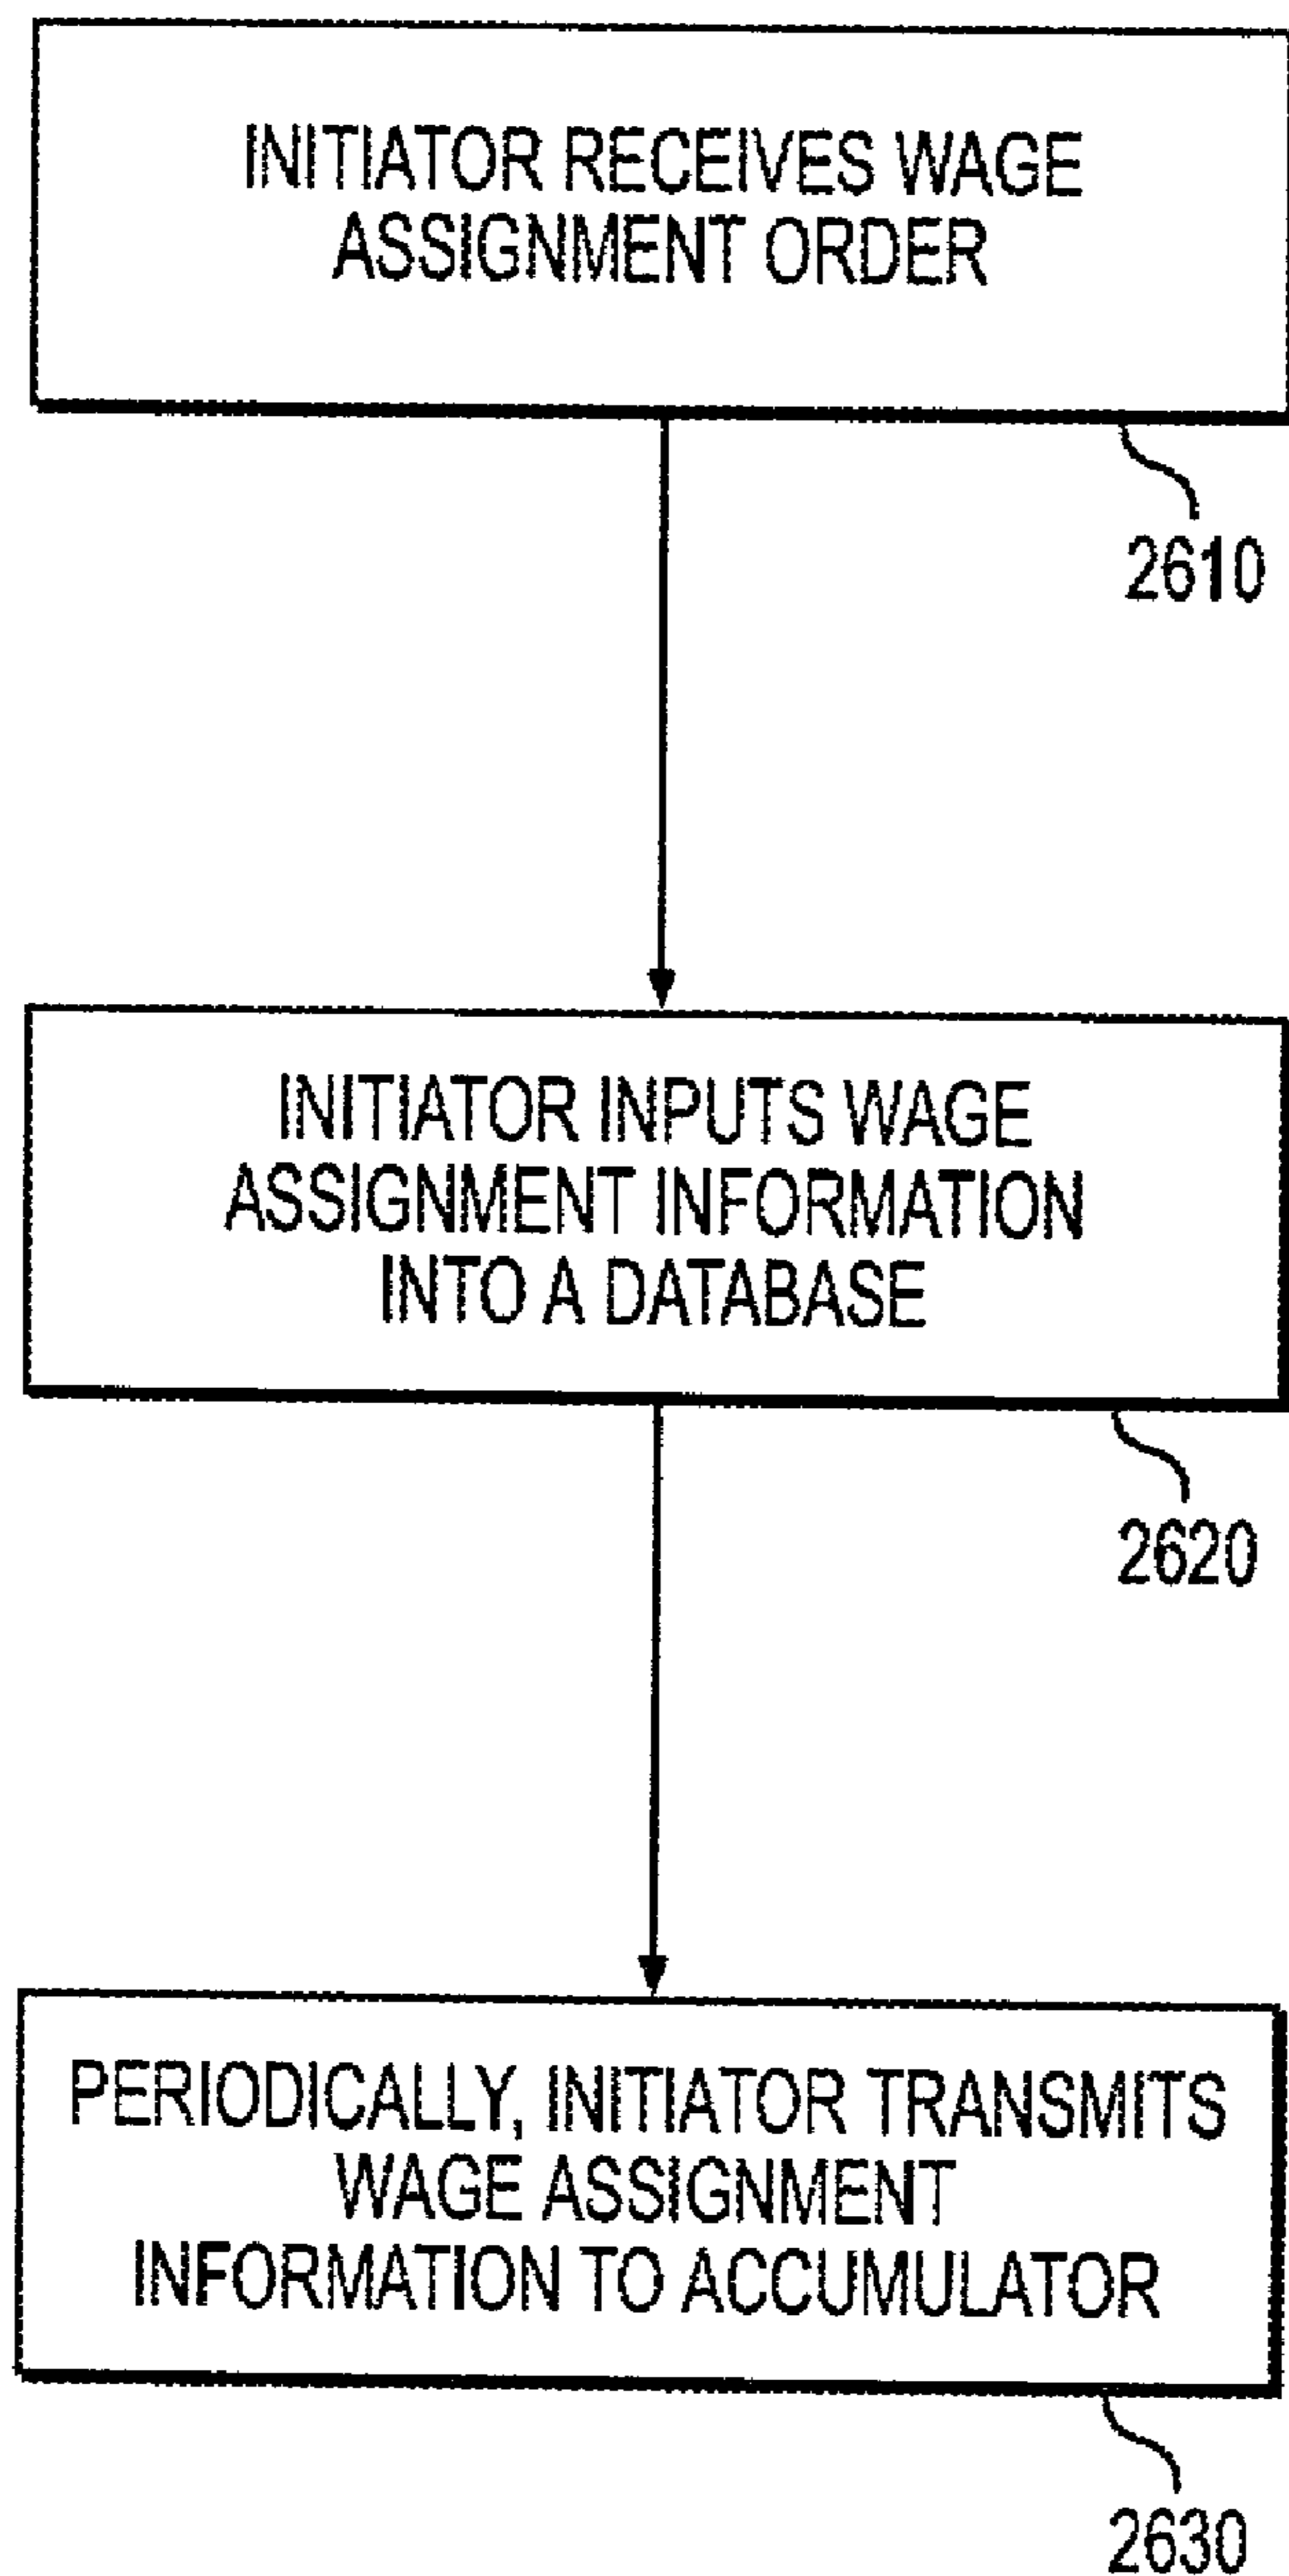 INITIATOR RECEIVES WAGE
ASSIGNMENT ORDER
2610
INITIATOR INPUTS WAGE
ASSIGNMENT INFORMATION
INTO A DATABASE
2620
PERIODICALLY, INITIATOR TRANSMITS
WAGE ASSIGNMENT
INFORMATION TO ACCUMULATOR
2630